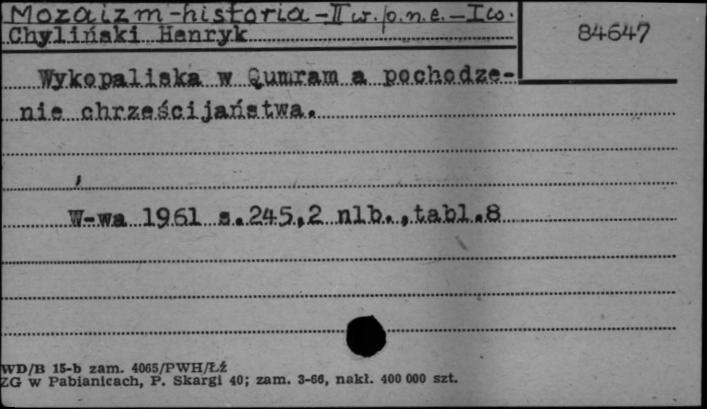 Mozaizm-historia-II w. p.n.e.-I w.
Chyliński Henryk
84647
Wykopaliska w Qumram a pochodze-
nie chrześcijaństwa.
W-wa 1961 s.245,2 nlb.,tabl.8
WD/B 15-b zam. 4065/PWH/Łż
ZG w Pabianicach, P. Skargi 40; zam. 3-66, nakł. 400 000 szt.